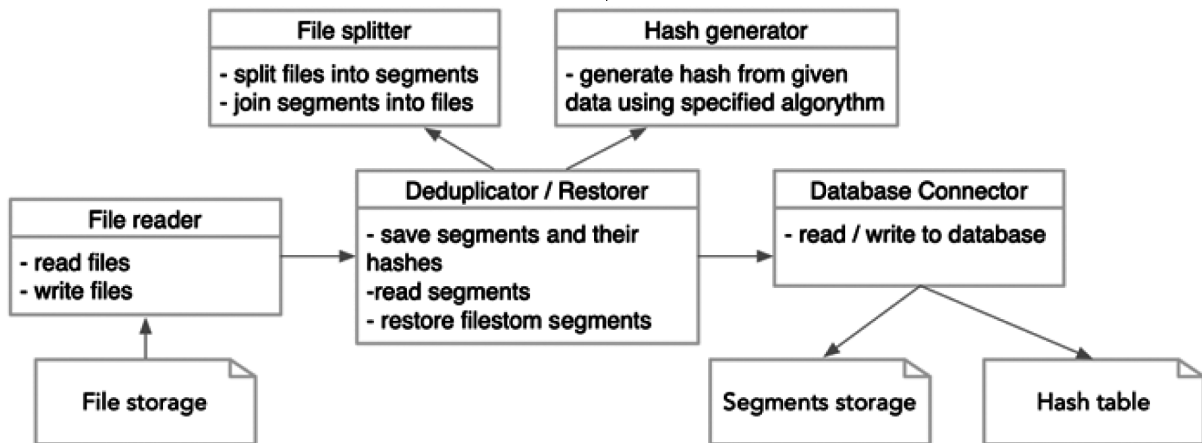 File splitter
- split files into segments
- join segments into files
Hash generator
- generate hash from given
data using specified algorythm
File reader
- read files
- write files
Deduplicator / Restorer
- save segments and their
hashes
-read segments
- restore filestom segments
Database Connector
- read / write to database
File storage
Segments storage
Hash table